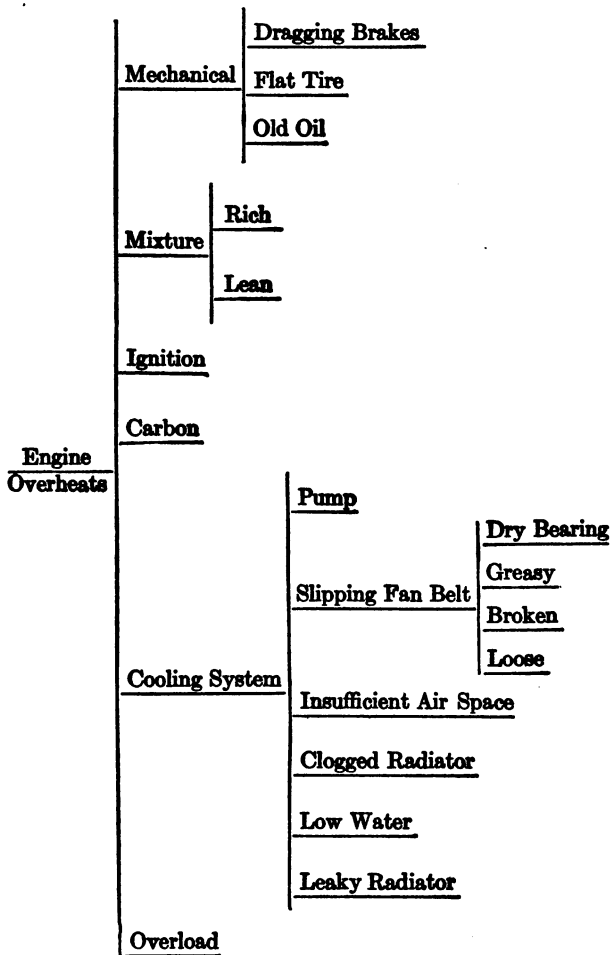 Dragging Brakes
Mechanical
Flat Tire
Old Oil
Rich
Mixture
Lean
Ignition
Carbon
Engine
Overheats
Pump
Dry Bearing
Greasy
Slipping Fan Belt
Broken
Loose
Cooling System
Insufficient Air Space
Clogged Radiator
Low Water
Leaky Radiator
Overload